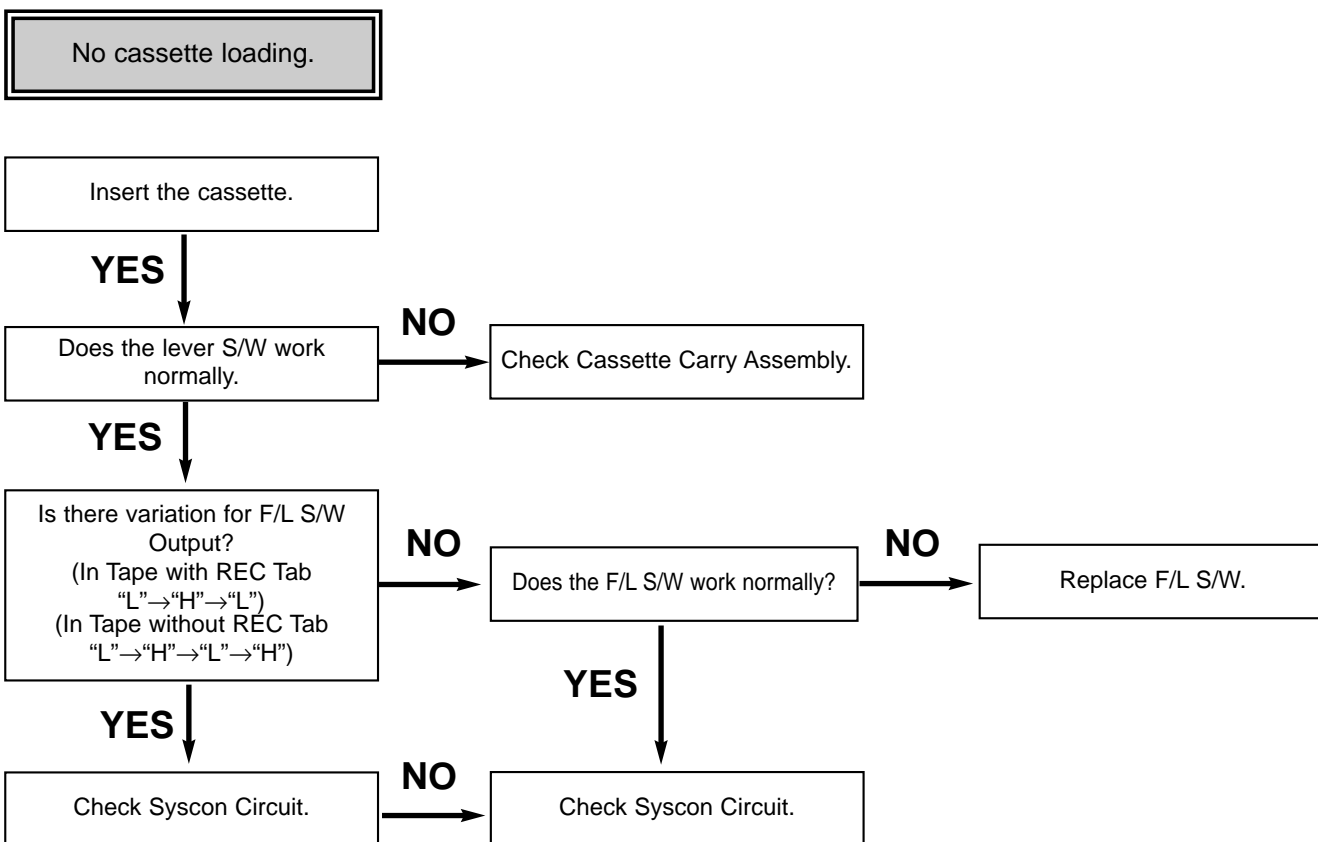 No cassette loading.
Insert the cassette.
YES
Does the lever S/W work
normally.
NO
Check Cassette Carry Assembly.
YES
Is there variation for F/L S/W
Output?
(In Tape with REC Tab
“L”→“H”→“L”)
(In Tape without REC Tab
“L”→“H”→“L”→“H”)
NO
Does the F/L S/W work normally?
NO
Replace F/L S/W.
YES
YES
Check Syscon Circuit.
NO
Check Syscon Circuit.